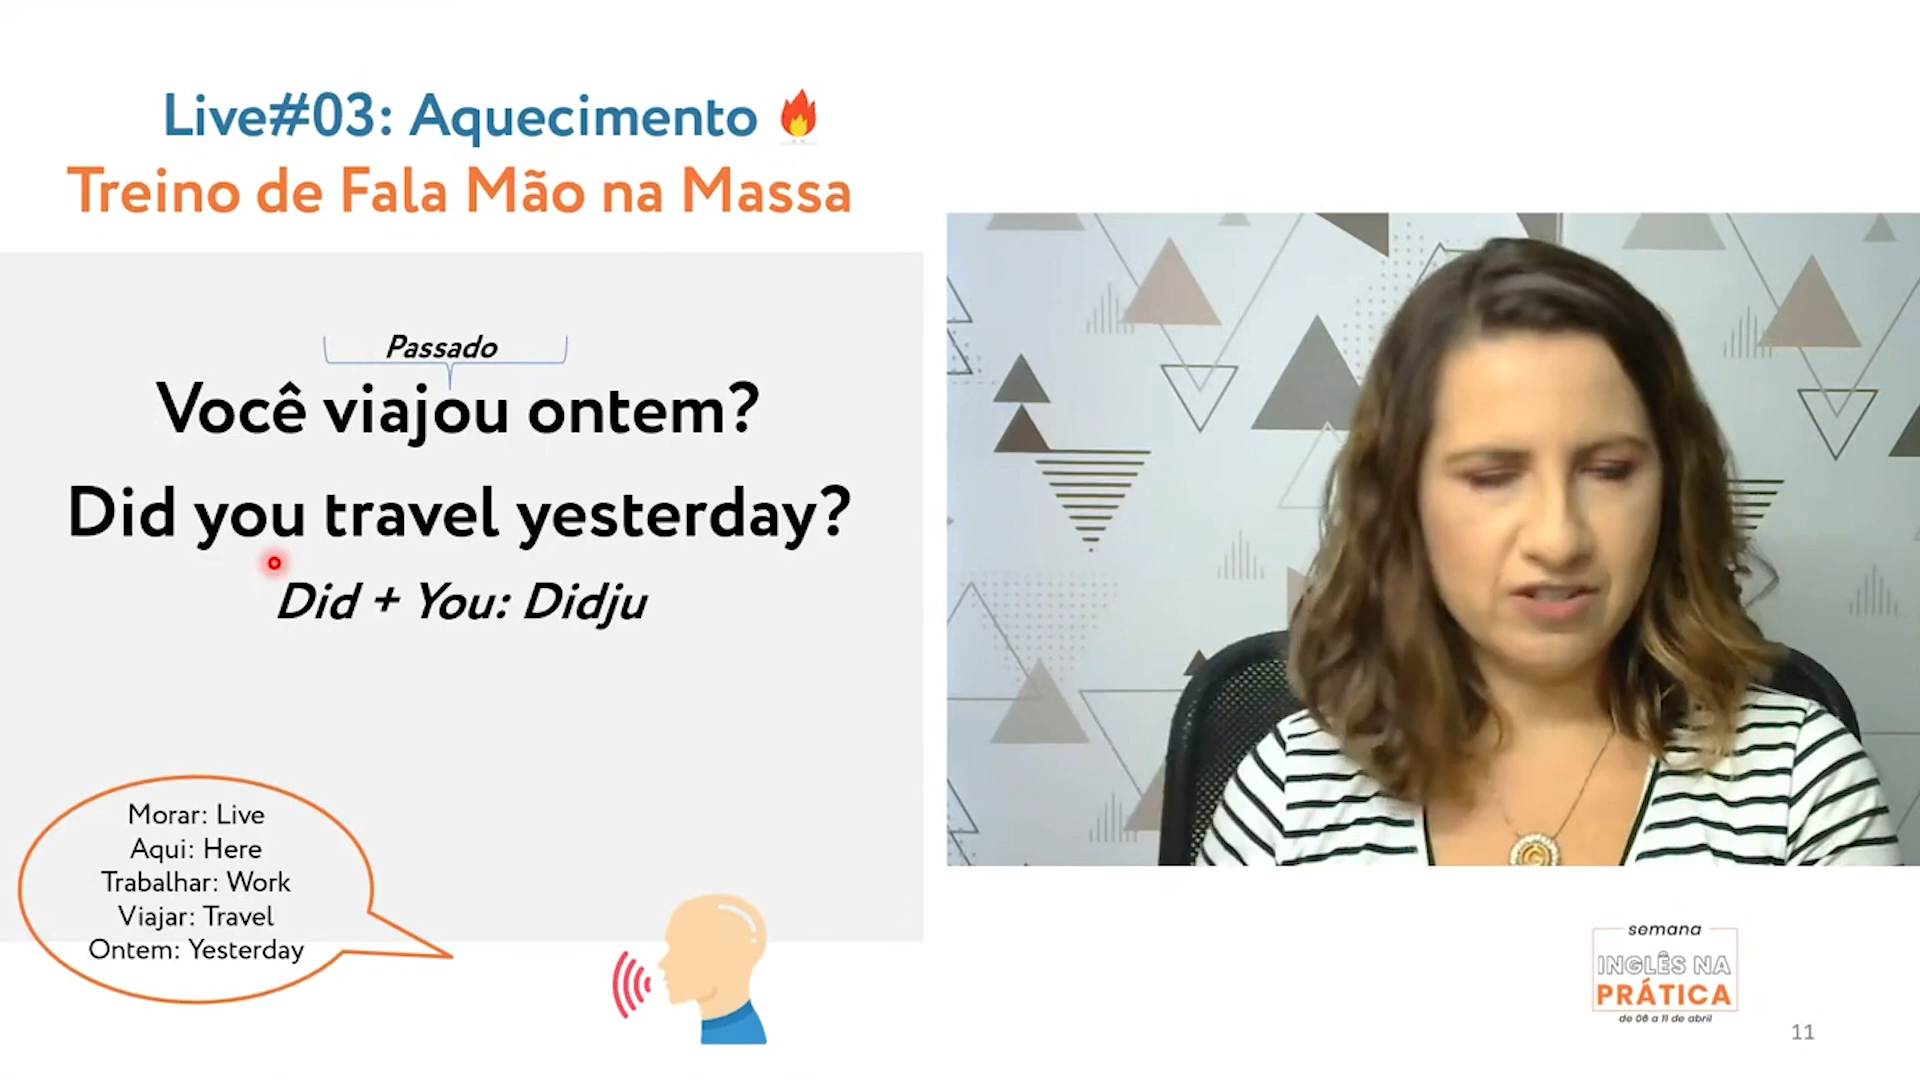 Live#03: Aquecimento
Treino de Fala Mão na Massa
Passado
Você viajou ontem?
Did you travel yesterday?
Did + You: Didju
Morar: Live
Aqui: Here
Trabalhar: Work
Viajar: Travel
Ontem: Yesterday
semana
INGLÊS NA
PRÁTICA
de 06 a 11 de abril
11